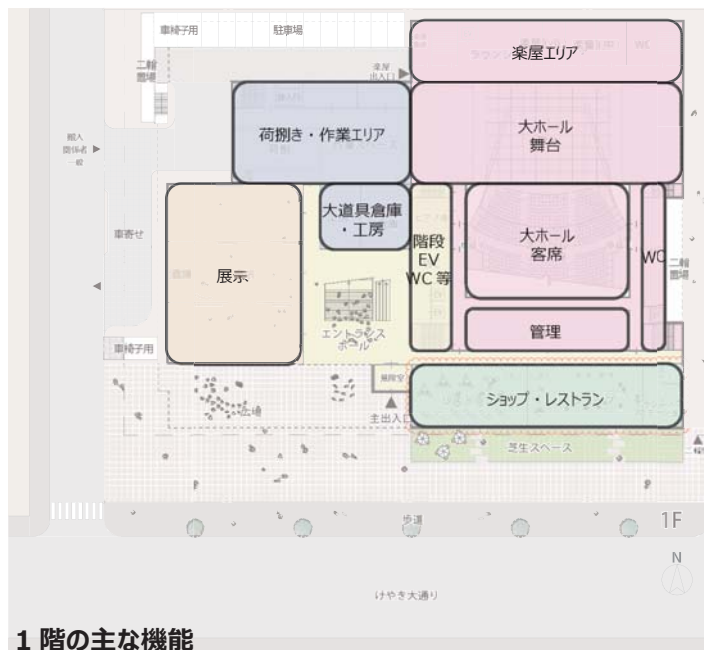 車椅子用
駐車場
二輪
置場
楽屋
出入口
楽屋エリア
WC
荷捌き・作業エリア
大ホール
舞台
搬入
関係者
一般
大道具倉庫
・工房
階段
EV
WC 等
大ホール
客席
WC
二輪
置場
車寄せ
展示
エントランス
ホール
管理
車椅子用
風除室
ショップ・レストラン
広場
主出入口
芝生スペース
歩道
1F
N
けやき大通り
1 階の主な機能